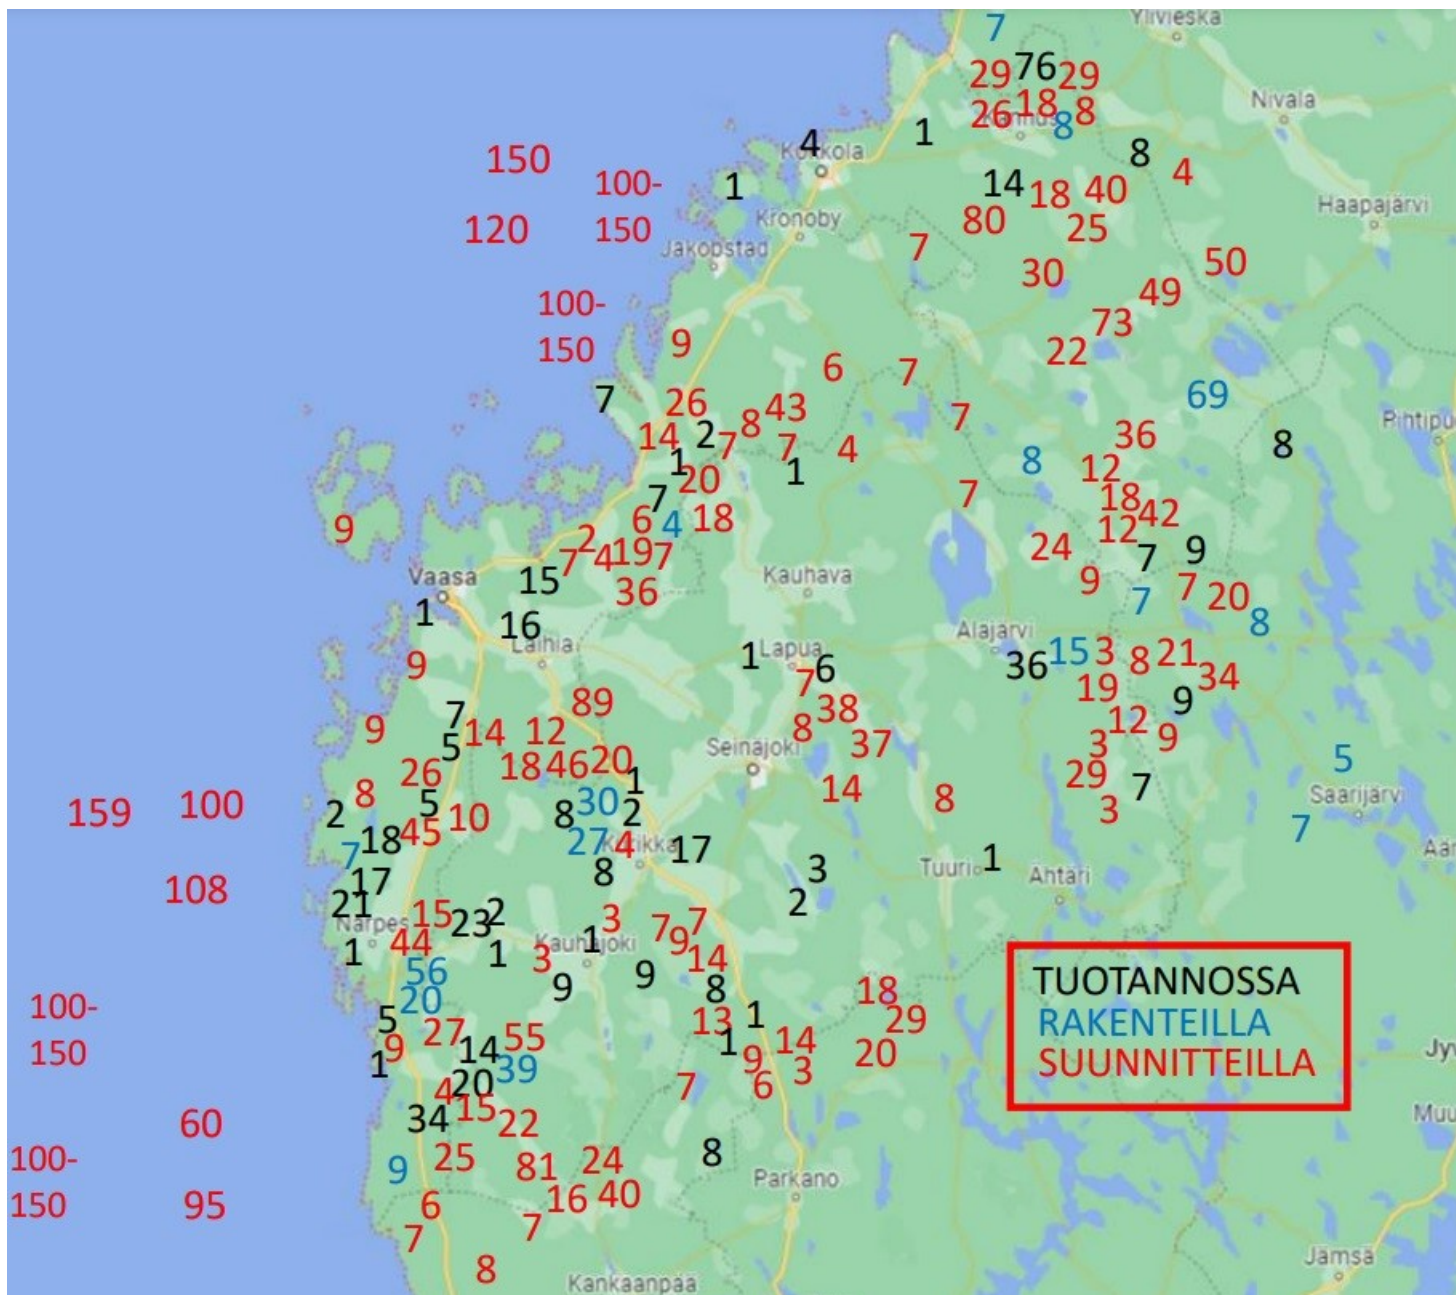 7 Ylivieska
29 76 29
26 18 8 Nivala
Kannus 8
4 1
150 Kokkola 8
100- 1 14 18 40 4
120 150 Kronoby 80 25 Haapajärvi
Jakobstad 7
30 50
100- 49
150 9 73
22
6 7
7 69
26 43 7
14 2 8 7 7 4 36 8 Pihtipu
1 20 1 8 12
7 7 18
9 6 4 18 42
2 12
7 4 19 7 24 7 9
Vaasa 15 36 Kauhava 9 7 20
1 7
16 8
Laihia 1 Lapua 6 Alajärvi 36 15 3 8 21
9 7 34
89 38 19 9
7 14 12 8 12
9 5 37 3 9
26 18 46 20 Seinäjoki 29 5
8 1 14 8 7
159 100 2 5 10 8 30 2 3 Saarijärvi
18 45 27 Kurikka 4 7
7 17 Ään
108 17 8 3 Tuuri 1 Ähtäri
21 15 2 2
Närpes 23 3 7 7
44 1 Kauhajoki 9
1 1 3 14
56 9 9
20 8 18 TUOTANNOSSA
100- 5 13 1 29 RAKENTEILLA
27 55 1 14
150 9 14 9 20 Jyv
1 39 3 SUUNNITTEILLA
20 7 6
4 15
60 34 22 Muu
8
100- 25 81 24
9 Parkano
150 95 6 16 40
7 7
8 Jämsä
Kankaanpää